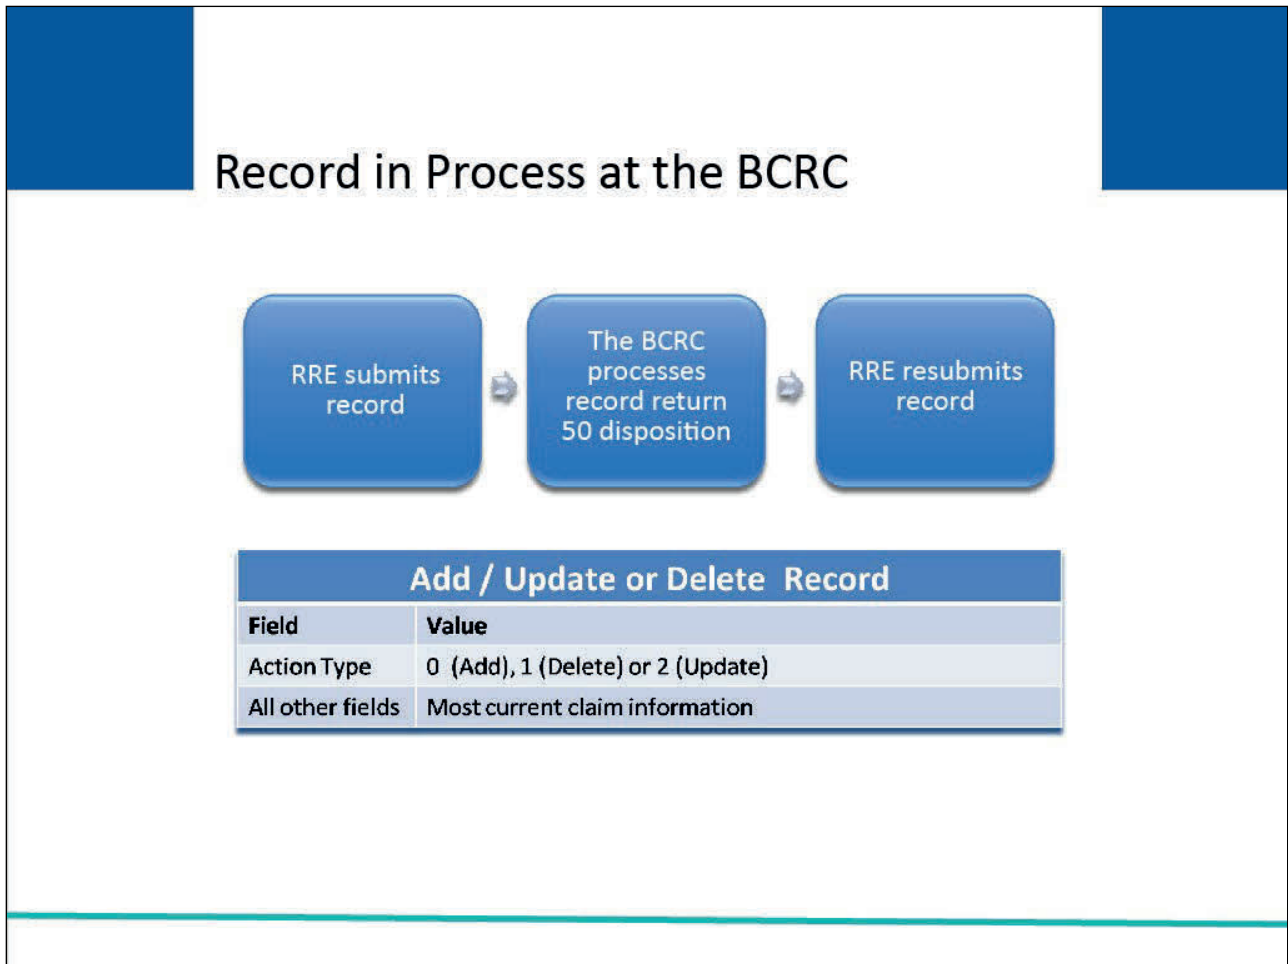 Record in Process at the BCRC
RRE submits
record
The BCRC
processes
record return
50 disposition
RRE resubmits
record
Add / Update or Delete  Record
Field Value
Action Type 0  (Add), 1 (Delete) or 2 (Update)
All other fields Most current claim information